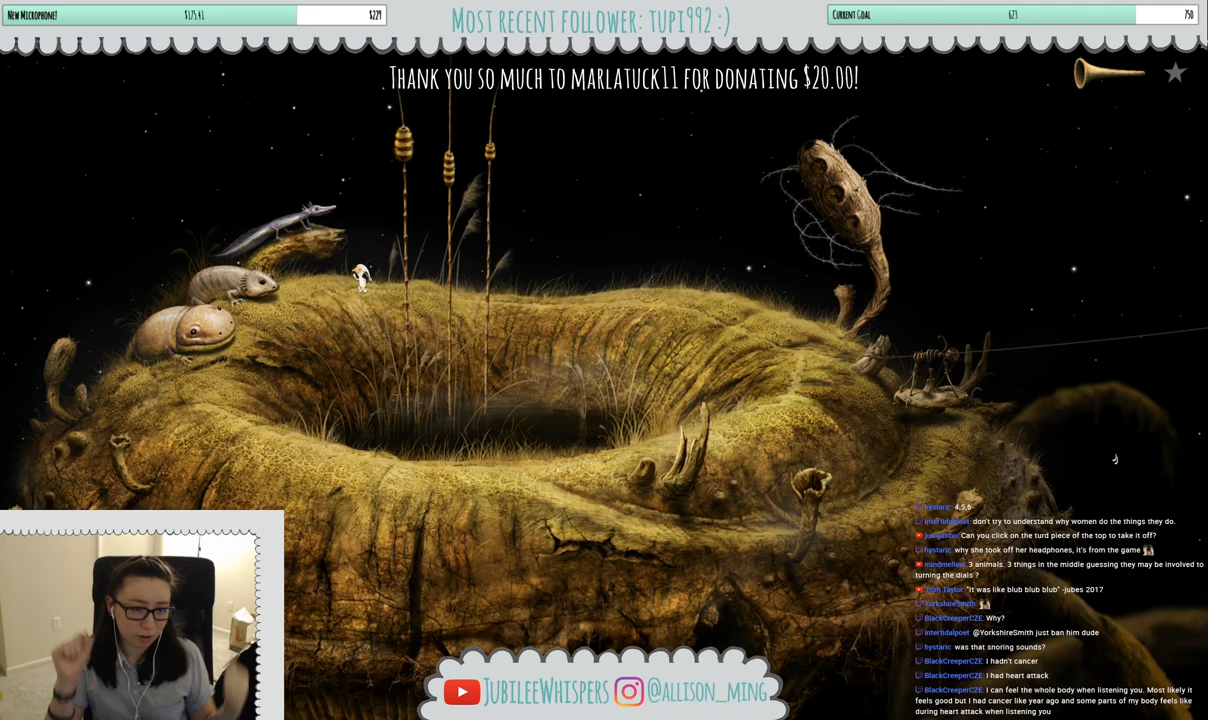 NEW MICROPHONE! $175.41 $229
MOST RECENT FOLLOWER: TUPI992 :)
CURRENT GOAL 623 750
THANK YOU SO MUCH TO MARLATUCK11 FOR DONATING $20.00!
hystaric: 4,5,6
intertidalpoet: don't try to understand why women do the things they do.
Can you click on the turd piece of the top to take it off?
hystaric: why she took off her headphones, it's from the game
mindmellow: 3 animals. 3 things in the middle guessing they may be involved to
turning the dials ?
Josh Taylor: "It was like blub blub blub" -jubes 2017
YorkshireSmith:
BlackCreeperCZE: Why?
intertidalpoet: @YorkshireSmith just ban him dude
hystaric: was that snoring sounds?
BlackCreeperCZE: I hadn't cancer
BlackCreeperCZE: I had heart attack
BlackCreeperCZE: I can feel the whole body when listening you. Most likely it
feels good but I had cancer like year ago and some parts of my body feels like
during heart attack when listening you
JUBILEEWHISPERS @ALLISON_MING